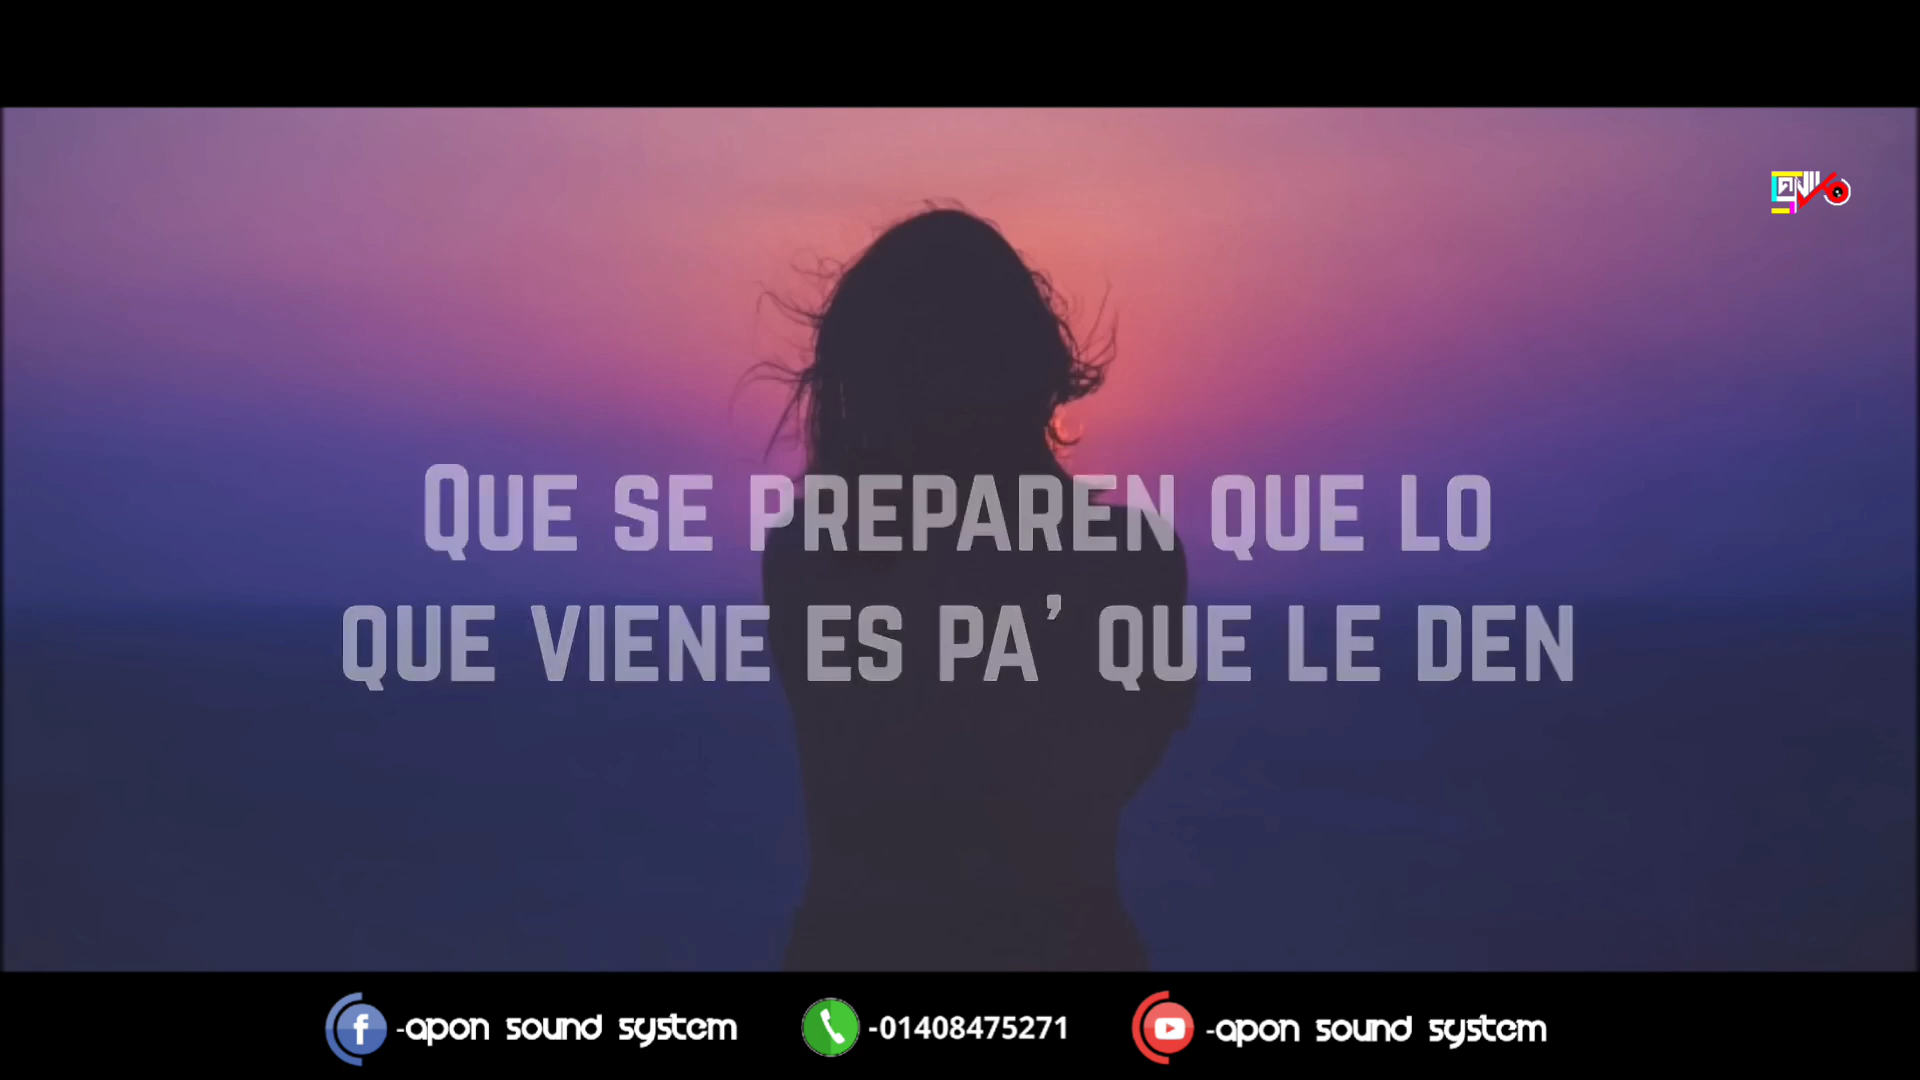 Que se preparen que lo
que viene es pa' que le den
-apon sound system
-01408475271
-apon sound system